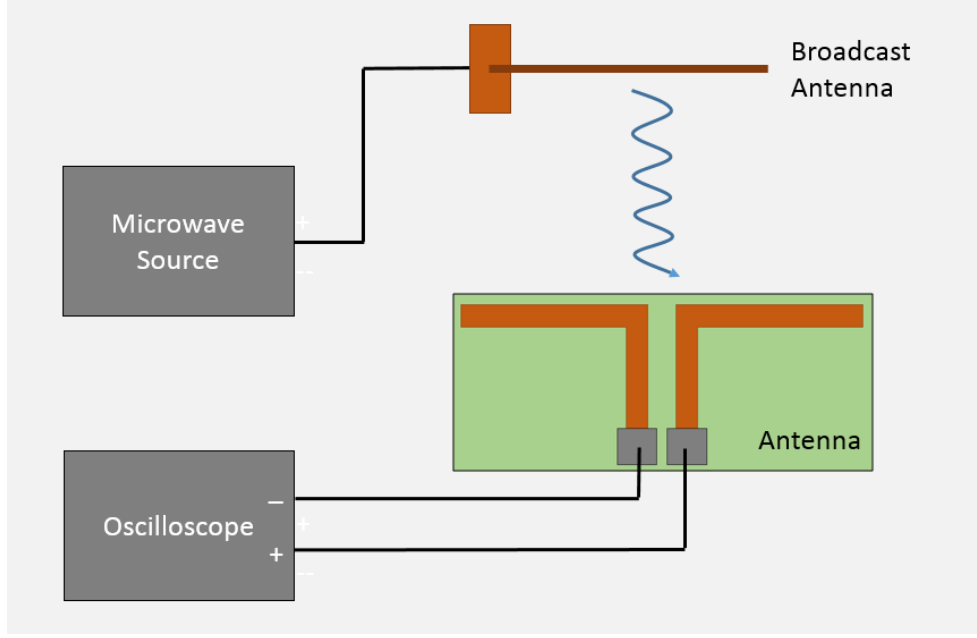 Broadcast
Antenna
Microwave
Source
+
--
Antenna
Oscilloscope
–
+
+
--